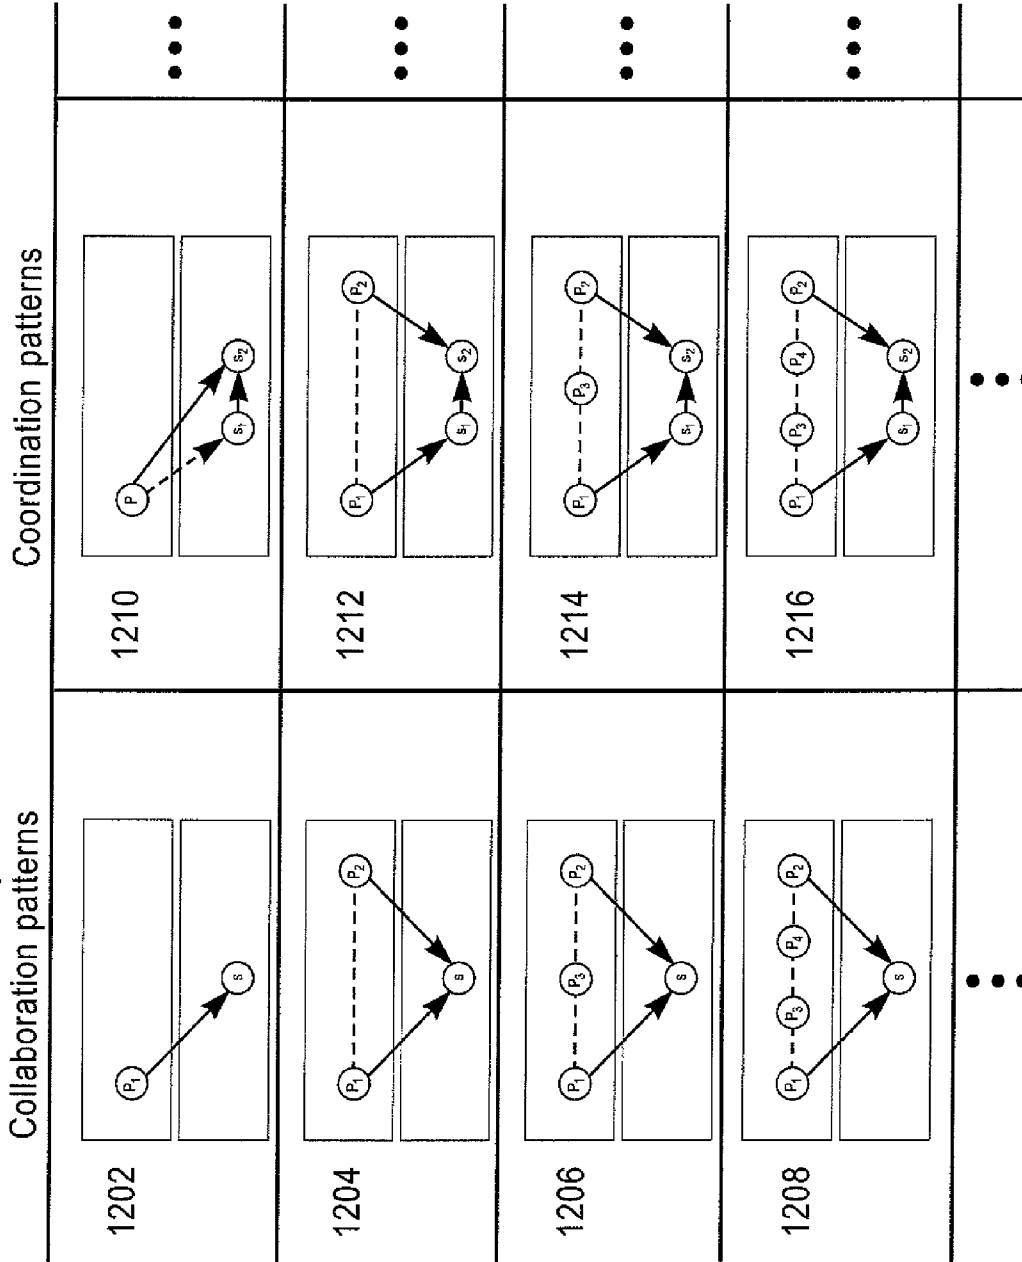 Collaboration patterns
Coordination patterns
1202
P₁
s
1210
P
s₁
s₂
1204
P₁
P₂
s
1212
P₁
P₂
s₁
s₂
1206
P₁
P₃
P₂
s
1214
P₁
P₃
P₂
s₁
s₂
1208
P₁
P₃
P₄
P₂
s
1216
P₁
P₃
P₄
P₂
s₁
s₂